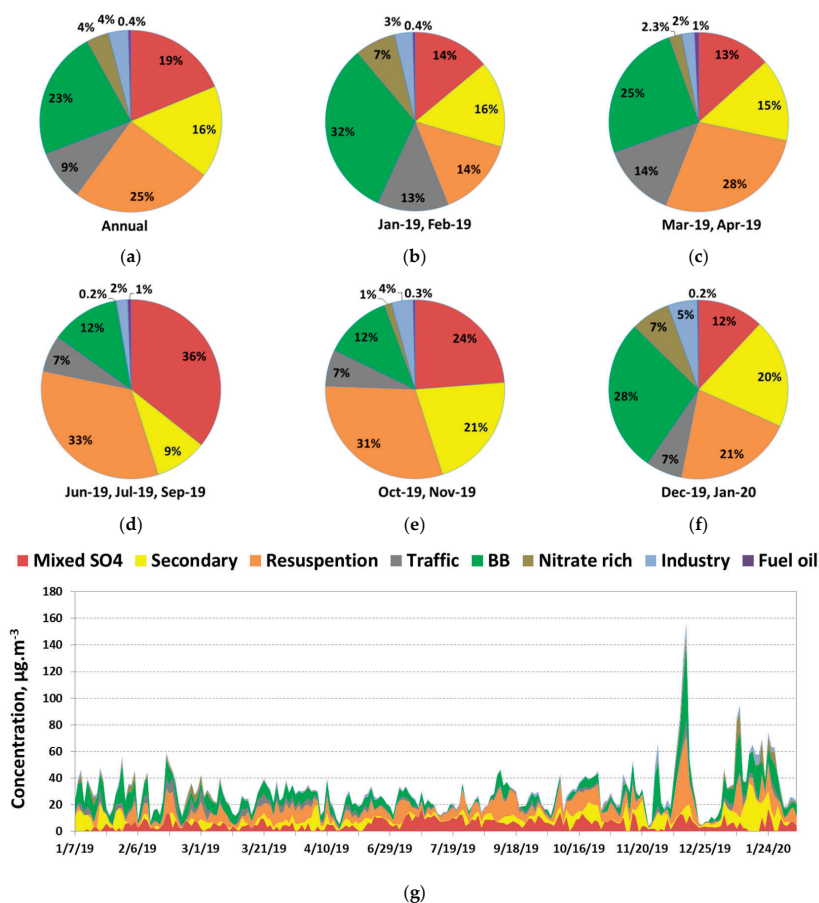 4% 4% 0.4%
19%
23%
16%
9%
25%
Annual
(a)
3% 0.4%
7% 14%
16%
32%
14%
13%
Jan-19, Feb-19
(b)
2.3% 2% 1%
13%
25%
15%
14%
28%
Mar-19, Apr-19
(c)
0.2% 2% 1%
12%
36%
7%
33%
9%
Jun-19, Jul-19, Sep-19
(d)
1% 4% 0.3%
12% 24%
7%
31%
21%
Oct-19, Nov-19
(e)
0.2%
7% 5% 12%
20%
28%
21%
7%
Dec-19, Jan-20
(f)
Mixed SO4 Secondary Resuspention Traffic BB Nitrate rich Industry Fuel oil
Concentration, µg.m-3
180
160
140
120
100
80
60
40
20
0
1/7/19 2/6/19 3/1/19 3/21/19 4/10/19 6/29/19 7/19/19 9/18/19 10/16/19 11/20/19 12/25/19 1/24/20
(g)